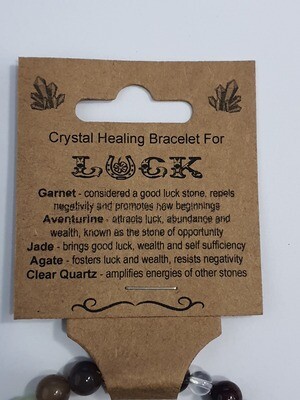 Crystal Healing Bracelet For
LUCK
Garnet - considered a good luck stone, repels
negativity and promotes new beginnings
Aventurine - attracts luck, abundance and
wealth, known as the stone of opportunity
Jade - brings good luck, wealth and self sufficiency
Agate - fosters luck and wealth, resists negativity
Clear Quartz - amplifies energies of other stones